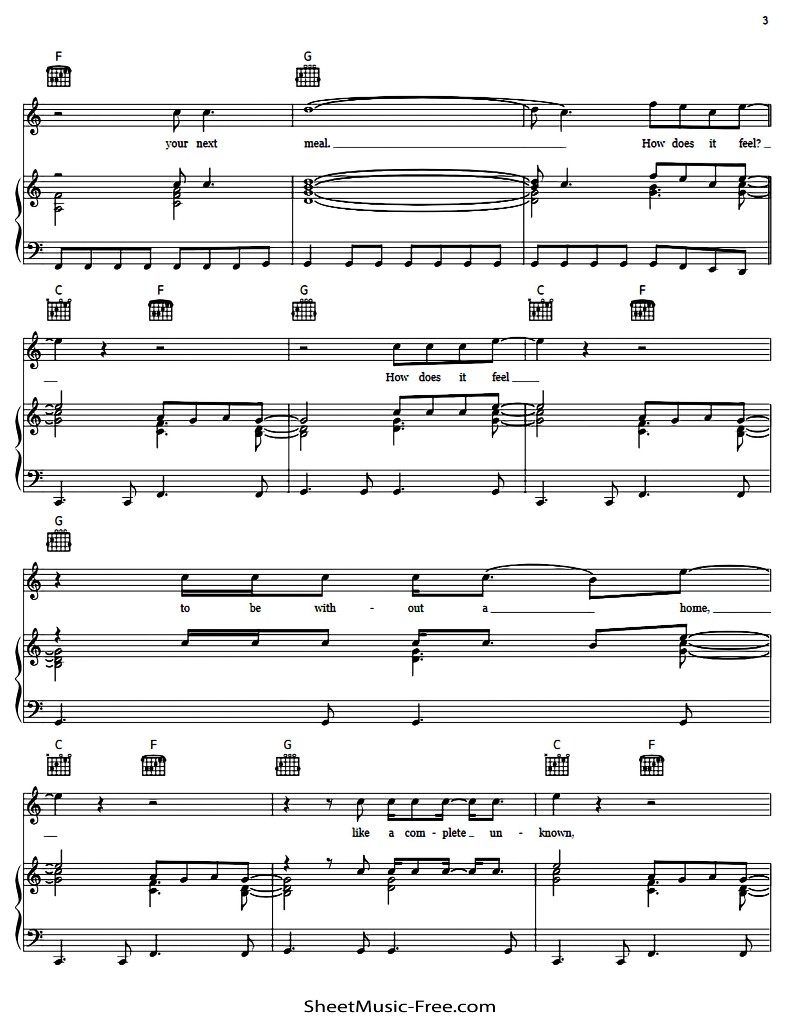 3
F G
your next meal. How does it feel?
C F G C F
How does it feel
G
to be with - out a home,
C F G C F
like a com - plete un - known,
SheetMusic-Free.com